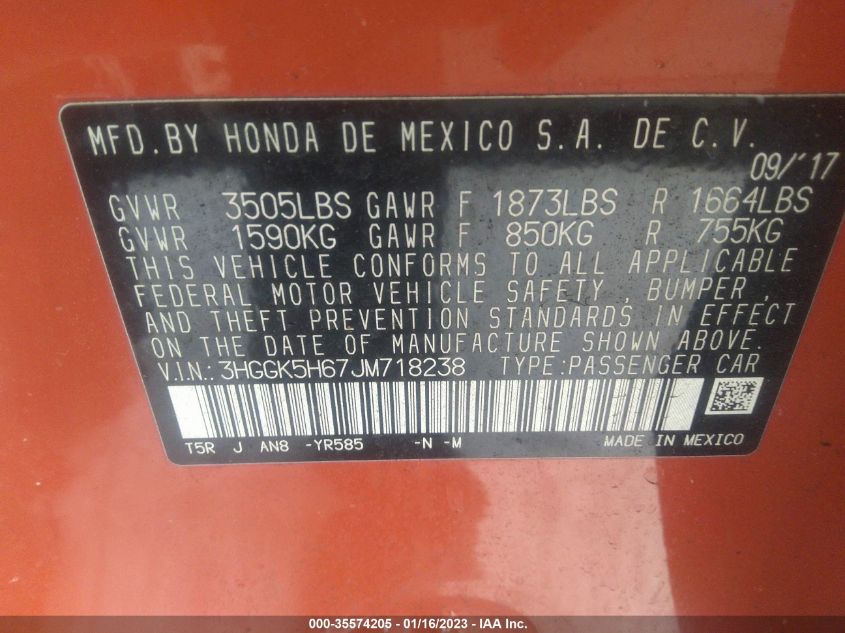 MFD.BY HONDA DE MEXICO S.A. DE C.V.
09/'17
GVWR 3505LBS GAWR F 1873LBS R 1664LBS
GVWR 1590KG GAWR F 850KG R 755KG
THIS VEHICLE CONFORMS TO ALL APPLICABLE
FEDERAL MOTOR VEHICLE SAFETY , BUMPER ,
AND THEFT PREVENTION STANDARDS IN EFFECT
ON THE DATE OF MANUFACTURE SHOWN ABOVE.
V.I.N.: 3HGGK5H67JM718238 TYPE:PASSENGER CAR
T5R J AN8 -YR585 -N -M MADE IN MEXICO
000-35574205 - 01/16/2023 - IAA Inc.